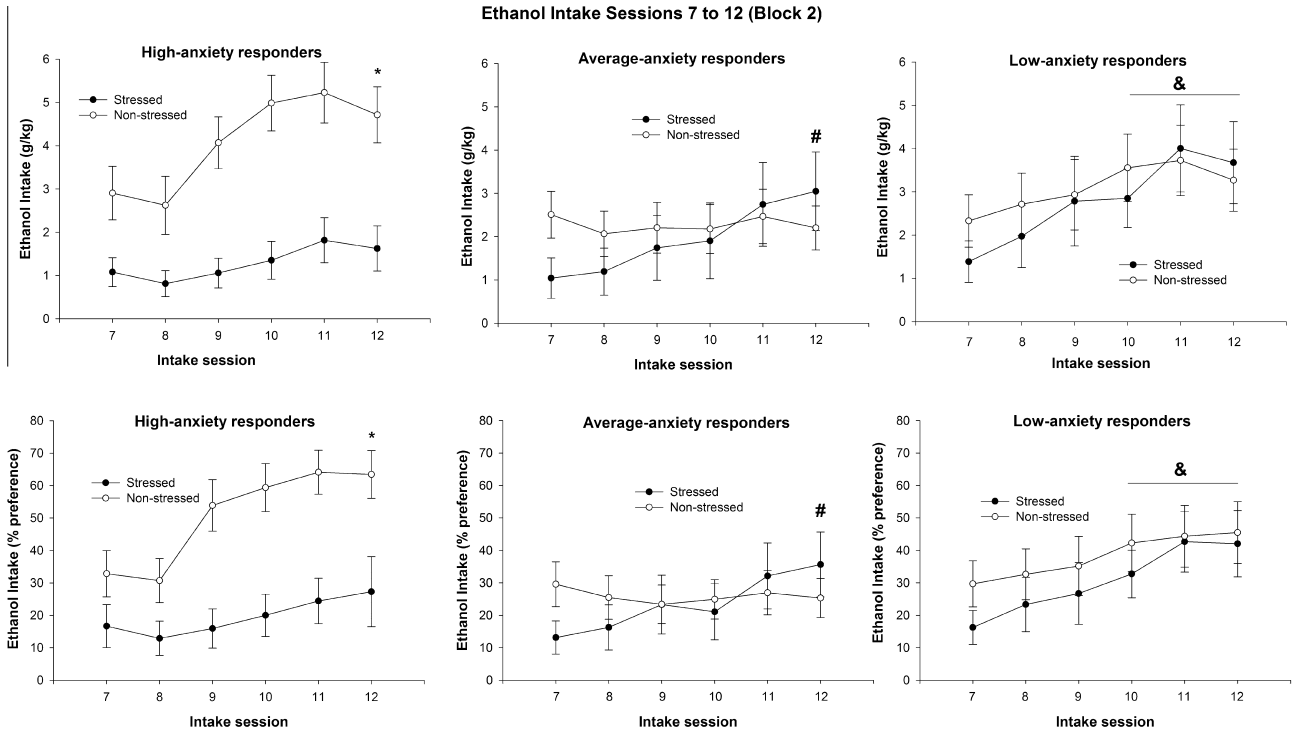 Ethanol Intake Sessions 7 to 12 (Block 2)
High-anxiety responders
6
5
4
3
2
1
0
Ethanol Intake (g/kg)
Stressed
Non-stressed
*
7 8 9 10 11 12
Intake session
Average-anxiety responders
6
5
4
3
2
1
0
Ethanol Intake (g/kg)
Stressed
Non-stressed
#
7 8 9 10 11 12
Intake session
Low-anxiety responders
6
5
4
3
2
1
0
Ethanol Intake (g/kg)
&
Stressed
Non-stressed
7 8 9 10 11 12
Intake session
High-anxiety responders
80
70
60
50
40
30
20
10
0
Ethanol Intake (% preference)
*
Stressed
Non-stressed
7 8 9 10 11 12
Intake session
Average-anxiety responders
80
70
60
50
40
30
20
10
0
Ethanol Intake (% preference)
Stressed
Non-stressed
#
7 8 9 10 11 12
Intake session
Low-anxiety responders
80
70
60
50
40
30
20
10
0
Ethanol Intake (% preference)
&
Stressed
Non-stressed
7 8 9 10 11 12
Intake session